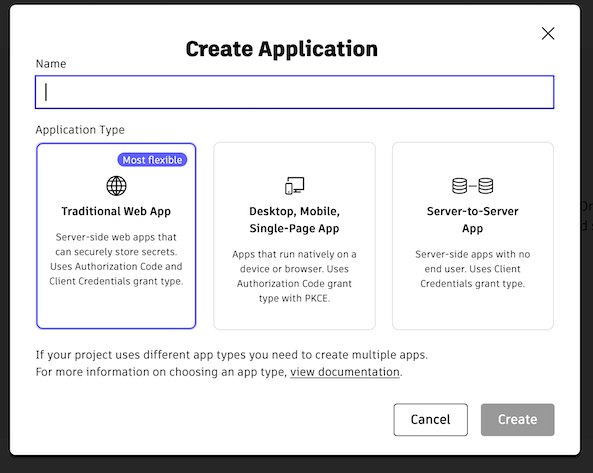 Create Application
Name
Application Type
Most flexible
Traditional Web App
Server-side web apps that
can securely store secrets.
Uses Authorization Code and
Client Credentials grant type.
Desktop, Mobile,
Single-Page App
Apps that run natively on a
device or browser. Uses
Authorization Code grant
type with PKCE.
Server-to-Server
App
Server-side apps with no
end user. Uses Client
Credentials grant type.
If your project uses different app types you need to create multiple apps.
For more information on choosing an app type, view documentation.
Cancel
Create